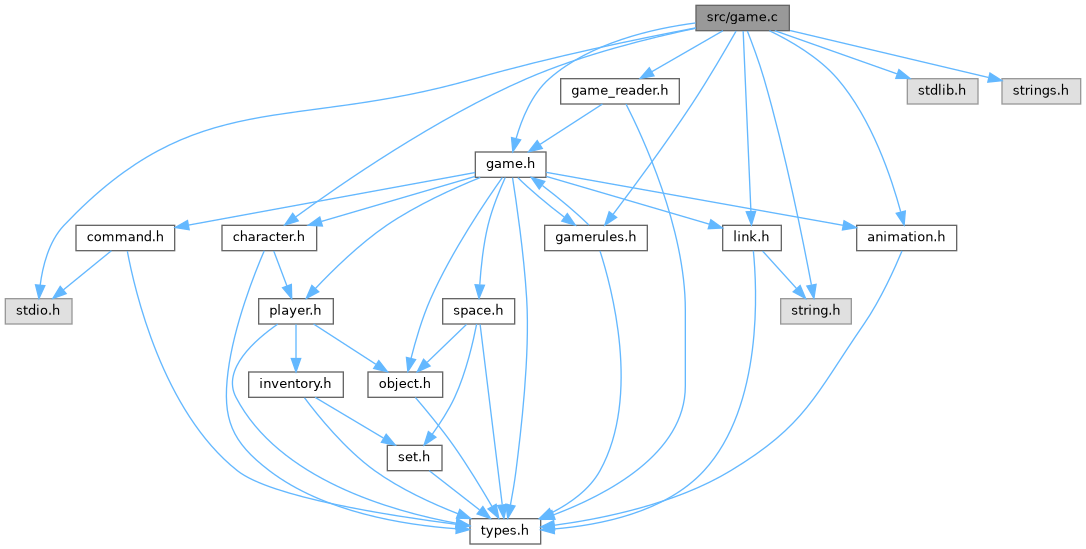 src/game.c
game_reader.h
stdlib.h
strings.h
game.h
command.h
character.h
gamerules.h
link.h
animation.h
stdio.h
player.h
space.h
string.h
inventory.h
object.h
set.h
types.h